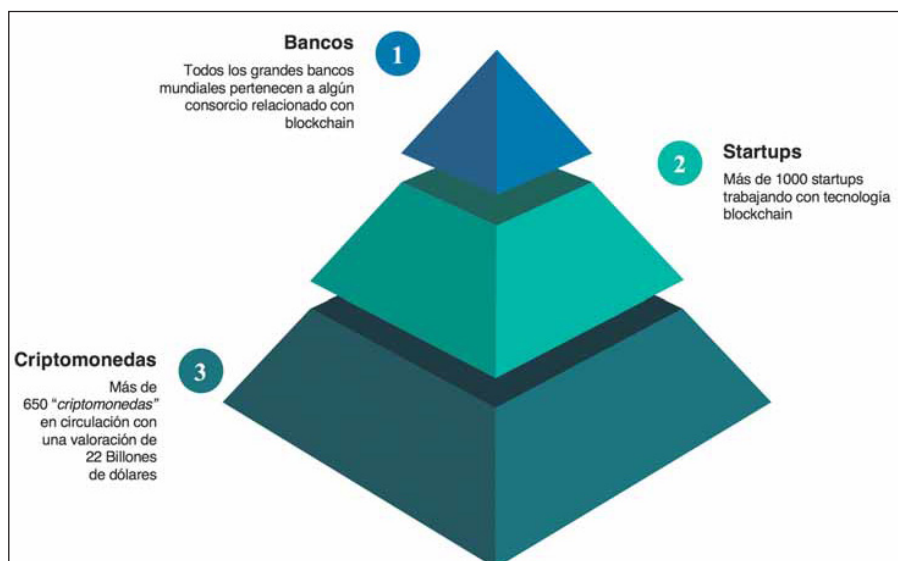 Bancos
1
Todos los grandes bancos
mundiales pertenecen a algún
consorcio relacionado con
blockchain
2
Startups
Más de 1000 startups
trabajando con tecnología
blockchain
Criptomonedas
3
Más de
650 “criptomonedas”
en circulación con
una valoración de
22 Billones
de dólares